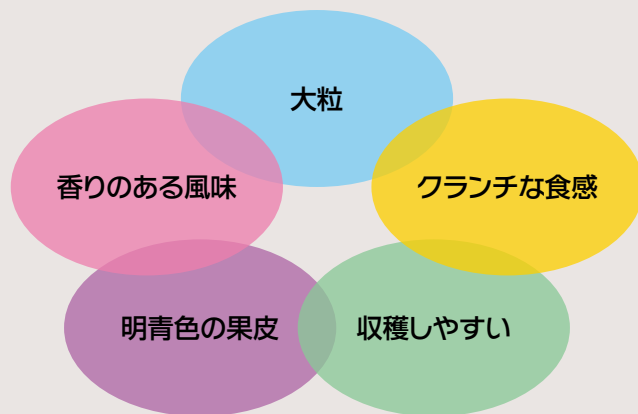 大粒
香りのある風味
クランチな食感
明青色の果皮
収穫しやすい